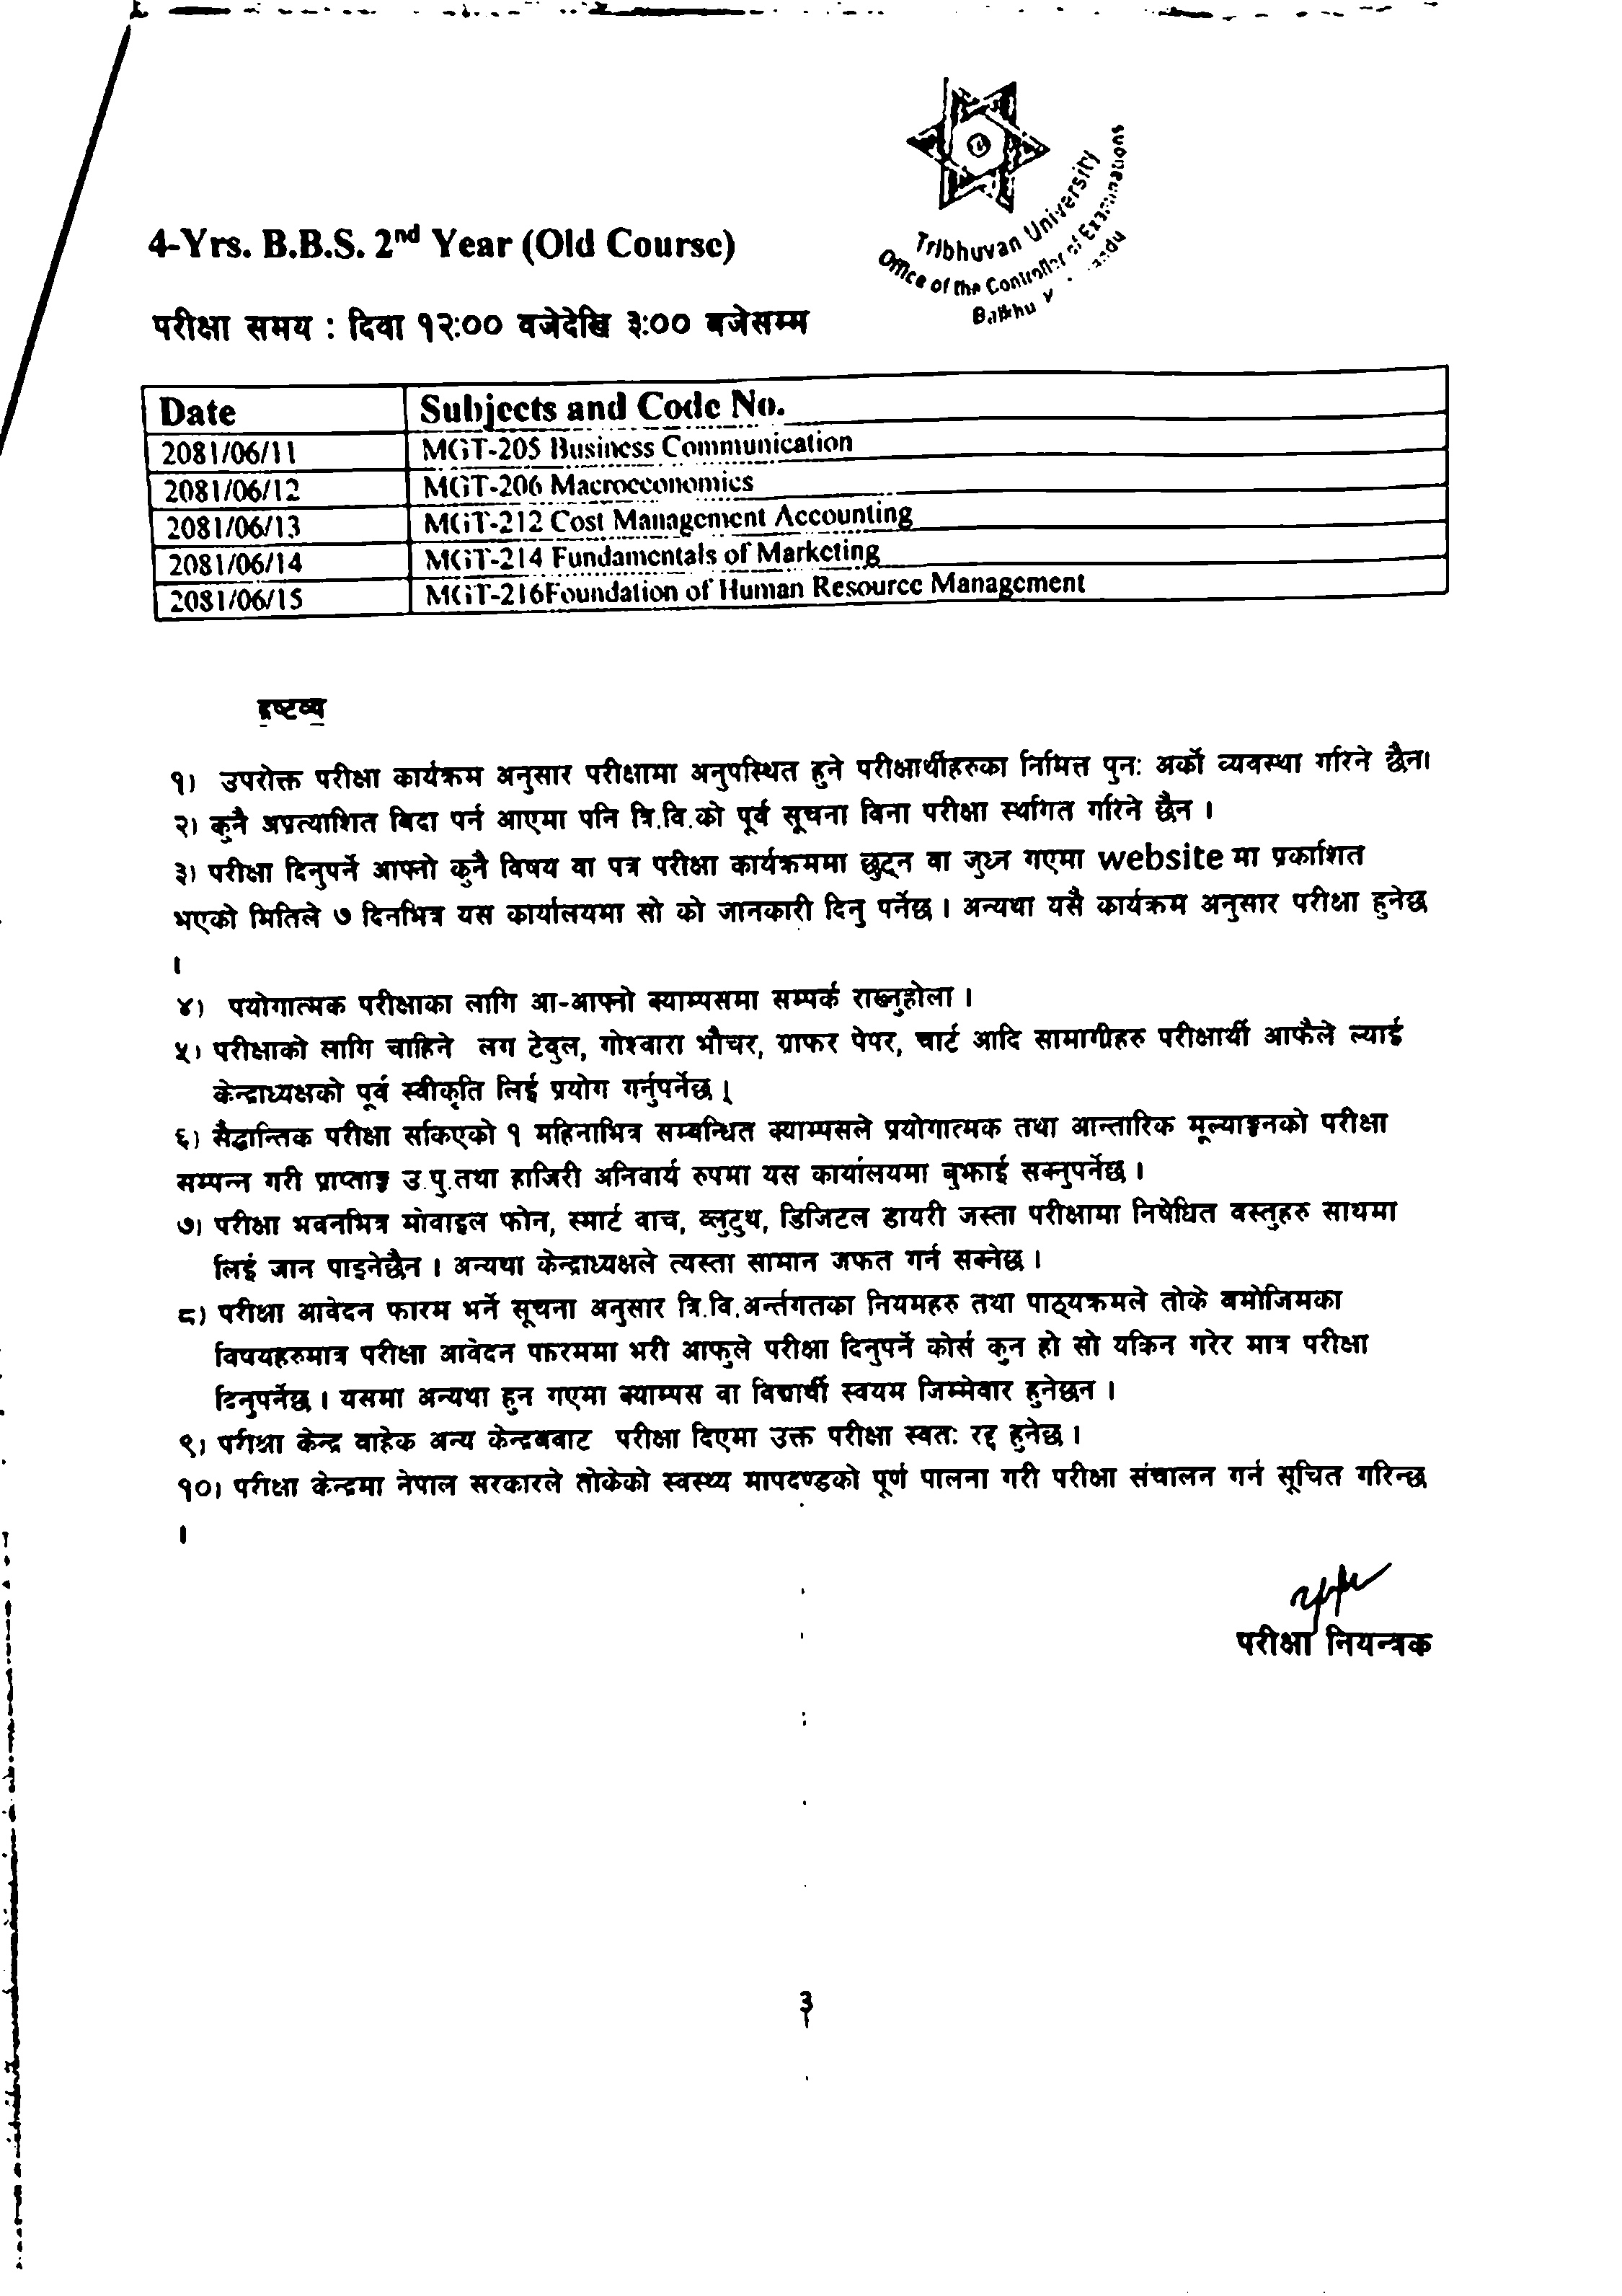 Tribhuvan University
Office of the Controller of Examinations
Balkhu
4-Yrs. B.B.S. 2nd Year (Old Course)
परीक्षा समय : दिवा १२:०० वजेदेखि ३:०० बजेसम्म
Date Subjects and Code No.
2081/06/11 MGT-205 Business Communication
2081/06/12 MGT-206 Macroeconomics
2081/06/13 MGT-212 Cost Management Accounting
2081/06/14 MGT-214 Fundamentals of Marketing
2081/06/15 MGT-216Foundation of Human Resource Management
द्रष्टव्य
१) उपरोक्त परीक्षा कार्यक्रम अनुसार परीक्षामा अनुपस्थित हुने परीक्षार्थीहरुका निमित्त पुनः अर्को व्यवस्था गरिने छैन।
२) कुनै अप्रत्याशित बिदा पर्न आएमा पनि त्रि.वि.को पूर्व सूचना विना परीक्षा स्थगित गरिने छैन ।
३) परीक्षा दिनुपर्ने आफ्नो कुनै विषय वा पत्र परीक्षा कार्यक्रममा छुट्न वा जुध्न गएमा website मा प्रकाशित
भएको मितिले ७ दिनभित्र यस कार्यालयमा सो को जानकारी दिनु पर्नेछ । अन्यथा यसै कार्यक्रम अनुसार परीक्षा हुनेछ
।
४) पयोगात्मक परीक्षाका लागि आ-आफ्नो क्याम्पसमा सम्पर्क राख्नुहोला ।
५) परीक्षाको लागि चाहिने लग टेवुल, गोश्वारा भौचर, ग्राफर पेपर, चार्ट आदि सामागीहरु परीक्षार्थी आफैले ल्याई
केन्द्राध्यक्षको पूर्व स्वीकृति लिई प्रयोग गर्नुपर्नेछ ।
६) सैद्धान्तिक परीक्षा सकिएको १ महिनाभित्र सम्बन्धित क्याम्पसले प्रयोगात्मक तथा आन्तारिक मूल्याङ्कनको परीक्षा
सम्पन्न गरी प्राप्ताङ्क उ.पु.तथा हाजिरी अनिवार्य रुपमा यस कार्यालयमा बुझाई सक्नुपर्नेछ ।
७) परीक्षा भवनभित्र मोवाइल फोन, स्मार्ट वाच, व्लुटुथ, डिजिटल डायरी जस्ता परीक्षामा निषेधित वस्तुहरु साथमा
लिई जान पाइनेछैन । अन्यथा केन्द्राध्यक्षले त्यस्ता सामान जफत गर्न सक्नेछ ।
८) परीक्षा आवेदन फारम भर्ने सूचना अनुसार त्रि.वि.अर्न्तगतका नियमहरु तथा पाठ्यक्रमले तोके बमोजिमका
विषयहरुमात्र परीक्षा आवेदन फारममा भरी आफुले परीक्षा दिनुपर्ने कोर्स कुन हो सो यकिन गरेर मात्र परीक्षा
दिनुपर्नेछ । यसमा अन्यथा हुन गएमा क्याम्पस वा विद्यार्थी स्वयम जिम्मेवार हुनेछन ।
९) परीक्षा केन्द्र वाहेक अन्य केन्द्रबवाट परीक्षा दिएमा उक्त परीक्षा स्वतः रद्द हुनेछ ।
१०) परीक्षा केन्द्रमा नेपाल सरकारले तोकेको स्वस्थ्य मापदण्डको पूर्ण पालना गरी परीक्षा संचालन गर्न सूचित गरिन्छ
।
परीक्षा नियन्त्रक
३